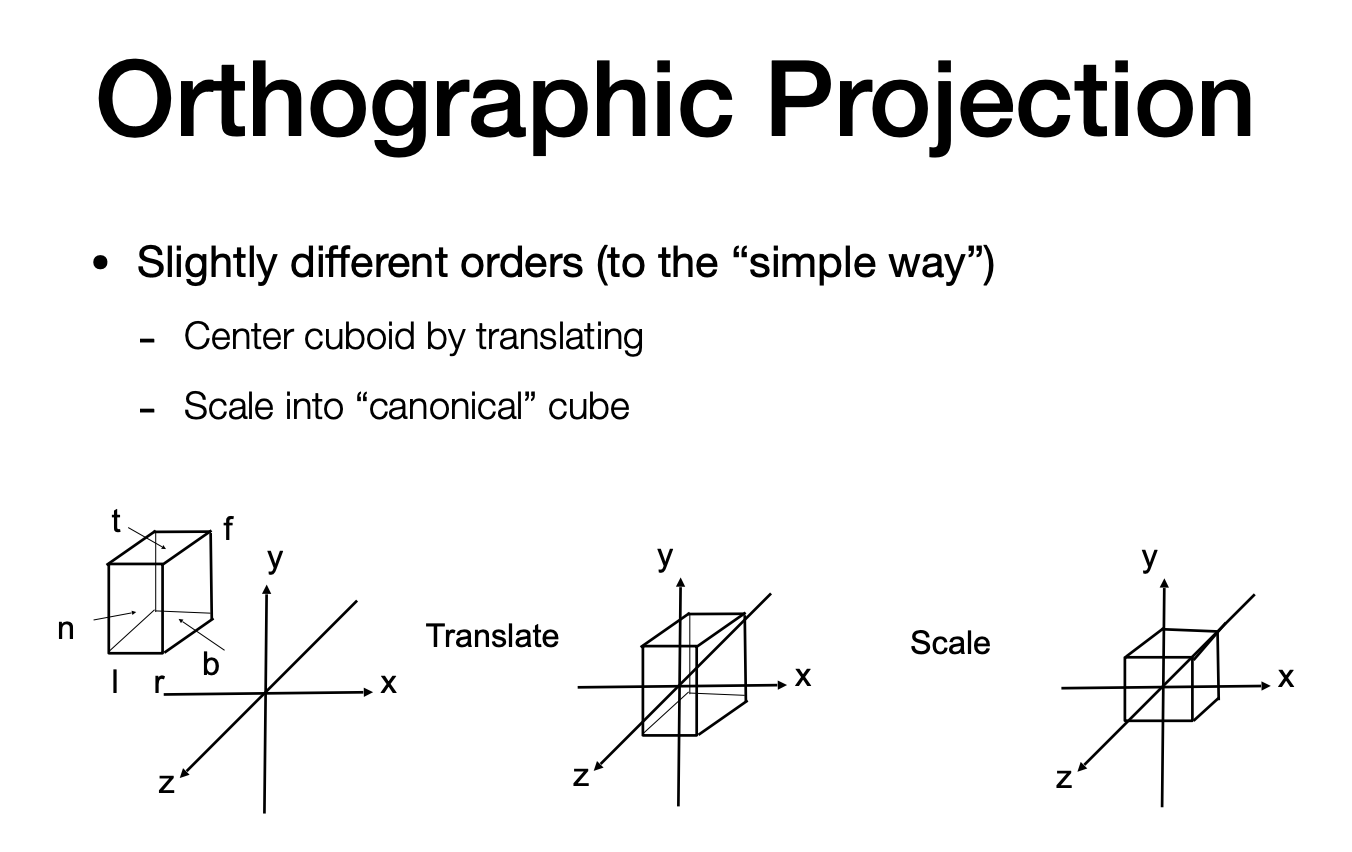 Orthographic Projection
• Slightly different orders (to the “simple way”)
- Center cuboid by translating
- Scale into “canonical” cube
t
f
n
l
r
b
y
x
z
Translate
y
x
z
Scale
y
x
z